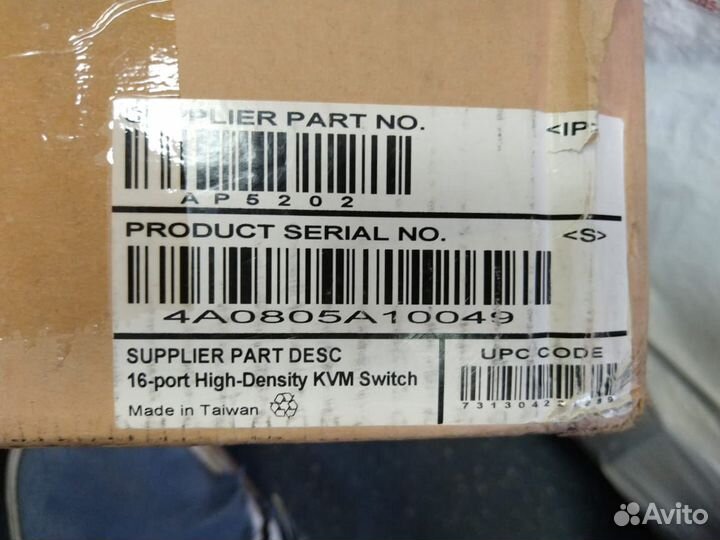 SUPPLIER PART NO. <IP>
AP5202
PRODUCT SERIAL NO. <S>
4A0805A10049
SUPPLIER PART DESC
16-port High-Density KVM Switch
Made in Taiwan
UPC CODE
Avito